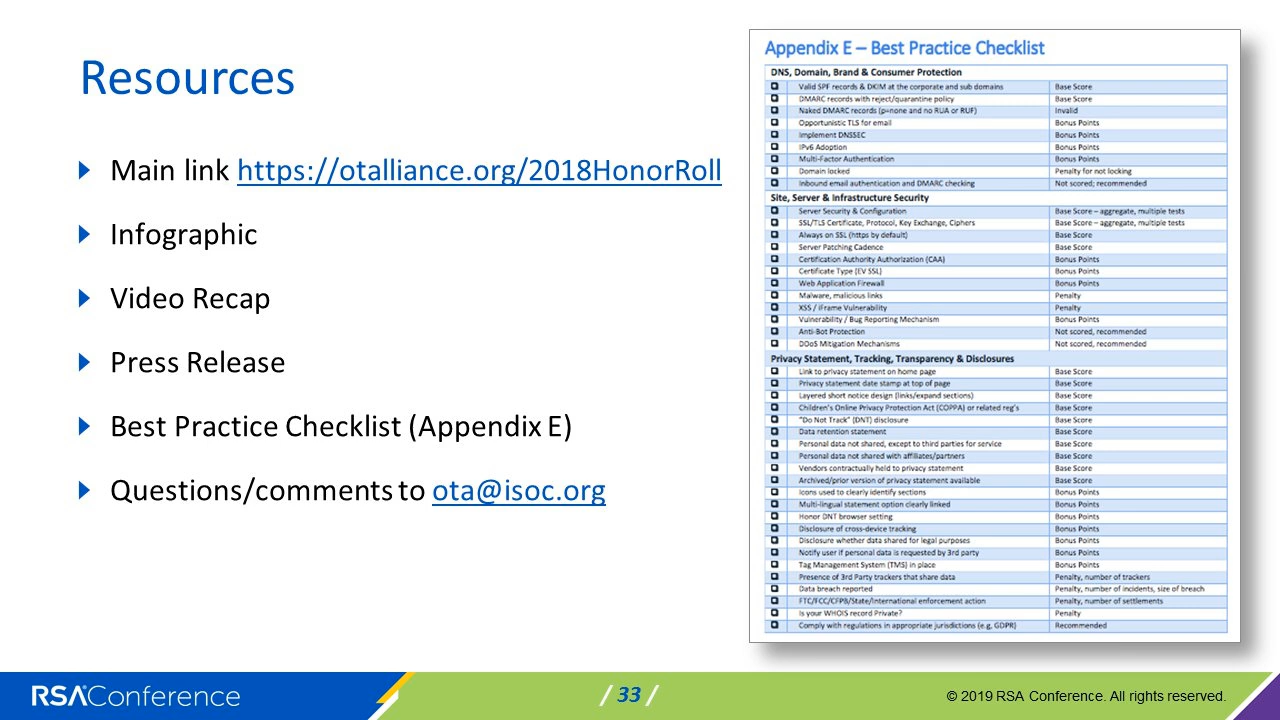 Resources
Main link https://otalliance.org/2018HonorRoll
Infographic
Video Recap
Press Release
Best Practice Checklist (Appendix E)
Questions/comments to ota@isoc.org
Appendix E – Best Practice Checklist
DNS, Domain, Brand & Consumer Protection
Valid SPF records & DKIM at the corporate and sub domains Base Score
DMARC records with reject/quarantine policy Base Score
Naked DMARC records (p=none and no RUA or RUF) Invalid
Opportunistic TLS for email Bonus Points
Implement DNSSEC Bonus Points
IPv6 Adoption Bonus Points
Multi-Factor Authentication Bonus Points
Domain locked Penalty for not locking
Inbound email authentication and DMARC checking Not scored; recommended
Site, Server & Infrastructure Security
Server Security & Configuration Base Score – aggregate, multiple tests
SSL/TLS Certificate, Protocol, Key Exchange, Ciphers Base Score – aggregate, multiple tests
Always on SSL (https by default) Base Score
Server Patching Cadence Base Score
Certification Authority Authorization (CAA) Bonus Points
Certificate Type (EV SSL) Bonus Points
Web Application Firewall Bonus Points
Malware, malicious links Penalty
XSS / iFrame Vulnerability Penalty
Vulnerability / Bug Reporting Mechanism Bonus Points
Anti-Bot Protection Not scored, recommended
DDoS Mitigation Mechanisms Not scored, recommended
Privacy Statement, Tracking, Transparency & Disclosures
Link to privacy statement on home page Base Score
Privacy statement date stamp at top of page Base Score
Layered short notice design (links/expand sections) Base Score
Children's Online Privacy Protection Act (COPPA) or related reg's Base Score
"Do Not Track" (DNT) disclosure Base Score
Data retention statement Base Score
Personal data not shared, except to third parties for service Base Score
Personal data not shared with affiliates/partners Base Score
Vendors contractually held to privacy statement Base Score
Archived/prior version of privacy statement available Base Score
Icons used to clearly identify sections Bonus Points
Multi-lingual statement option clearly linked Bonus Points
Honor DNT browser setting Bonus Points
Disclosure of cross-device tracking Bonus Points
Disclosure whether data shared for legal purposes Bonus Points
Notify user if personal data is requested by 3rd party Bonus Points
Tag Management System (TMS) in place Bonus Points
Presence of 3rd Party trackers that share data Penalty, number of trackers
Data breach reported Penalty, number of incidents, size of breach
FTC/FCC/CFPB/State/International enforcement action Penalty, number of settlements
Is your WHOIS record Private? Penalty
Comply with regulations in appropriate jurisdictions (e.g, GDPR) Recommended
RSA Conference
/ 33 /
© 2019 RSA Conference. All rights reserved.